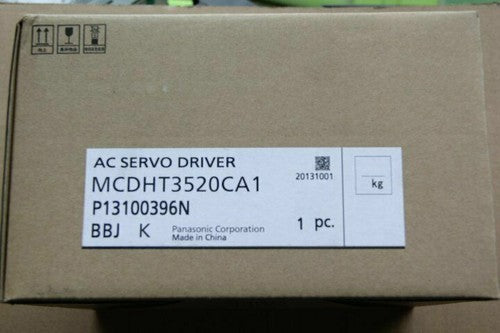 AC SERVO DRIVER
MCDHT3520CA1
20131001
kg
P13100396N
BBJ K
Panasonic Corporation
Made in China
1 pc.